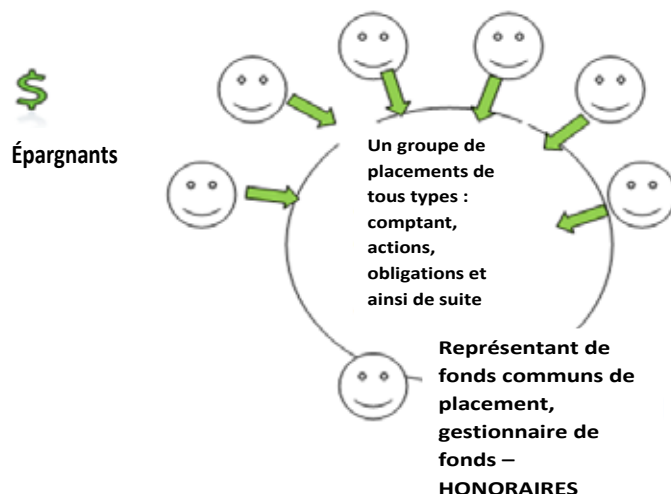 $
Épargnants
Un groupe de
placements de
tous types :
comptant,
actions,
obligations et
ainsi de suite
Représentant de
fonds communs de
placement,
gestionnaire de
fonds –
HONORAIRES